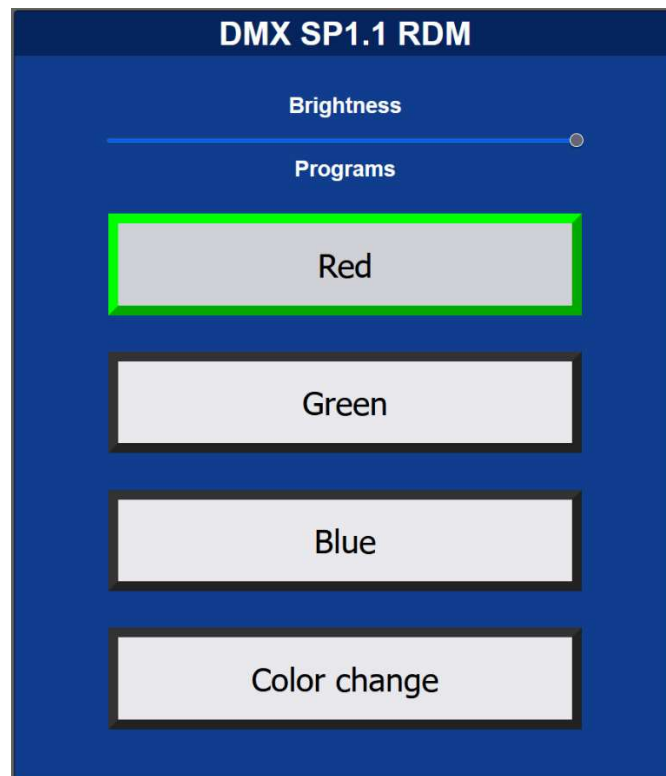 DMX SP1.1 RDM
Brightness
Programs
Red
Green
Blue
Color change